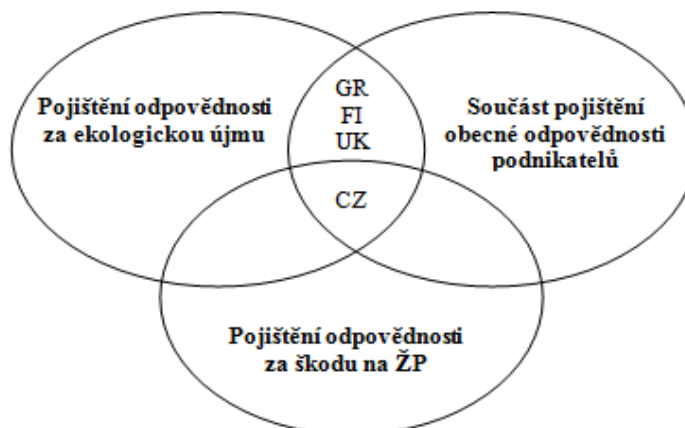 Pojištění odpovědnosti
za ekologickou újmu
GR
FI
UK
Součást pojištění
obecné odpovědnosti
podnikatelů
CZ
Pojištění odpovědnosti
za škodu na ŽP